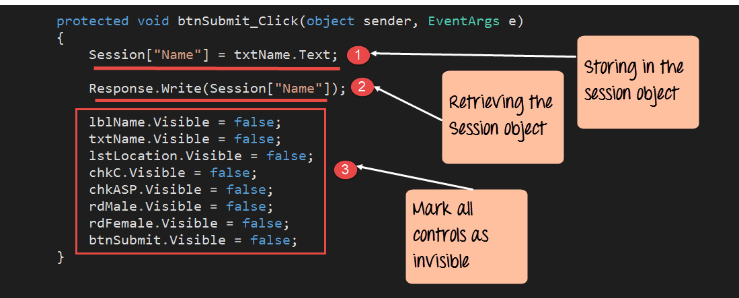 protected void btnSubmit_Click(object sender, EventArgs e)
{
Session["Name"] = txtName.Text;
1
Storing in the
session object
Response.Write(Session["Name"]);
2
Retrieving the
Session object
lblName.Visible = false;
txtName.Visible = false;
lstLocation.Visible = false;
chkC.Visible = false;
chkASP.Visible = false;
rdMale.Visible = false;
rdFemale.Visible = false;
btnSubmit.Visible = false;
3
Mark all
controls as
invisible
}